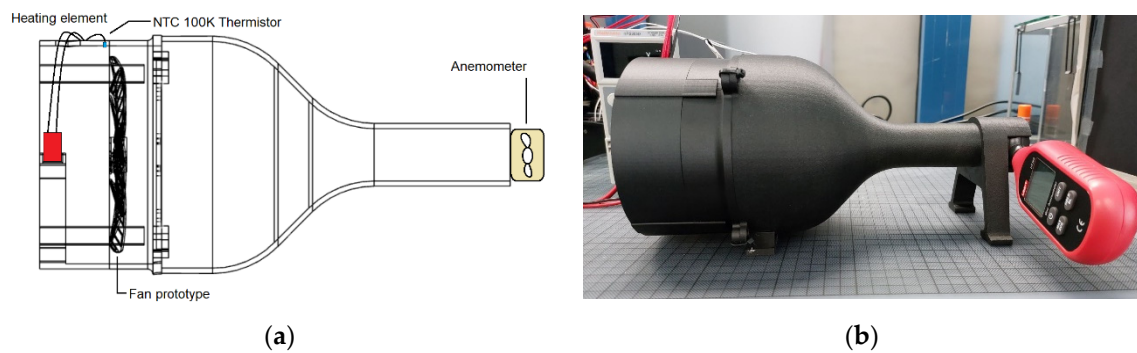 Heating element
NTC 100K Thermistor
Anemometer
Fan prototype
(a)
(b)